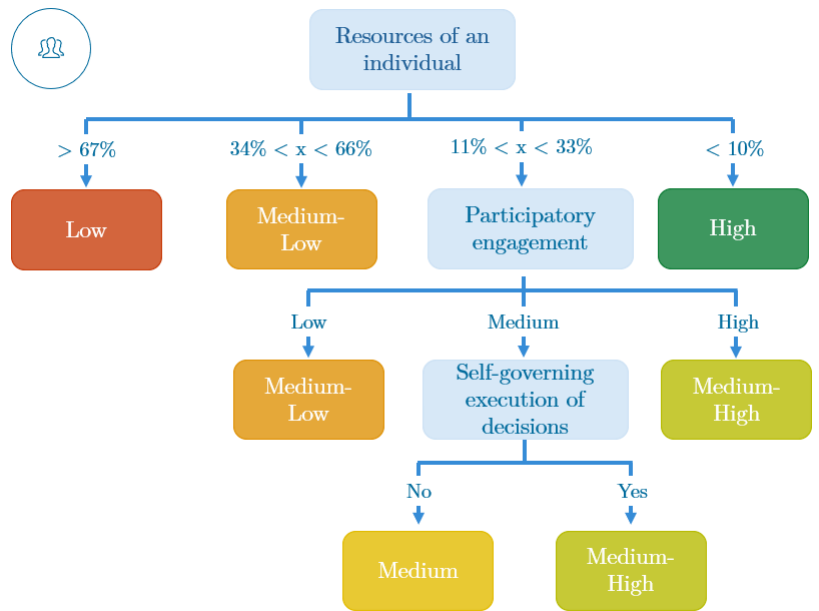 Resources of an
individual
> 67%
34% < x < 66%
11% < x < 33%
< 10%
Low
Medium-
Low
Participatory
engagement
High
Low
Medium
High
Medium-
Low
Self-governing
execution of
decisions
Medium-
High
No
Yes
Medium
Medium-
High